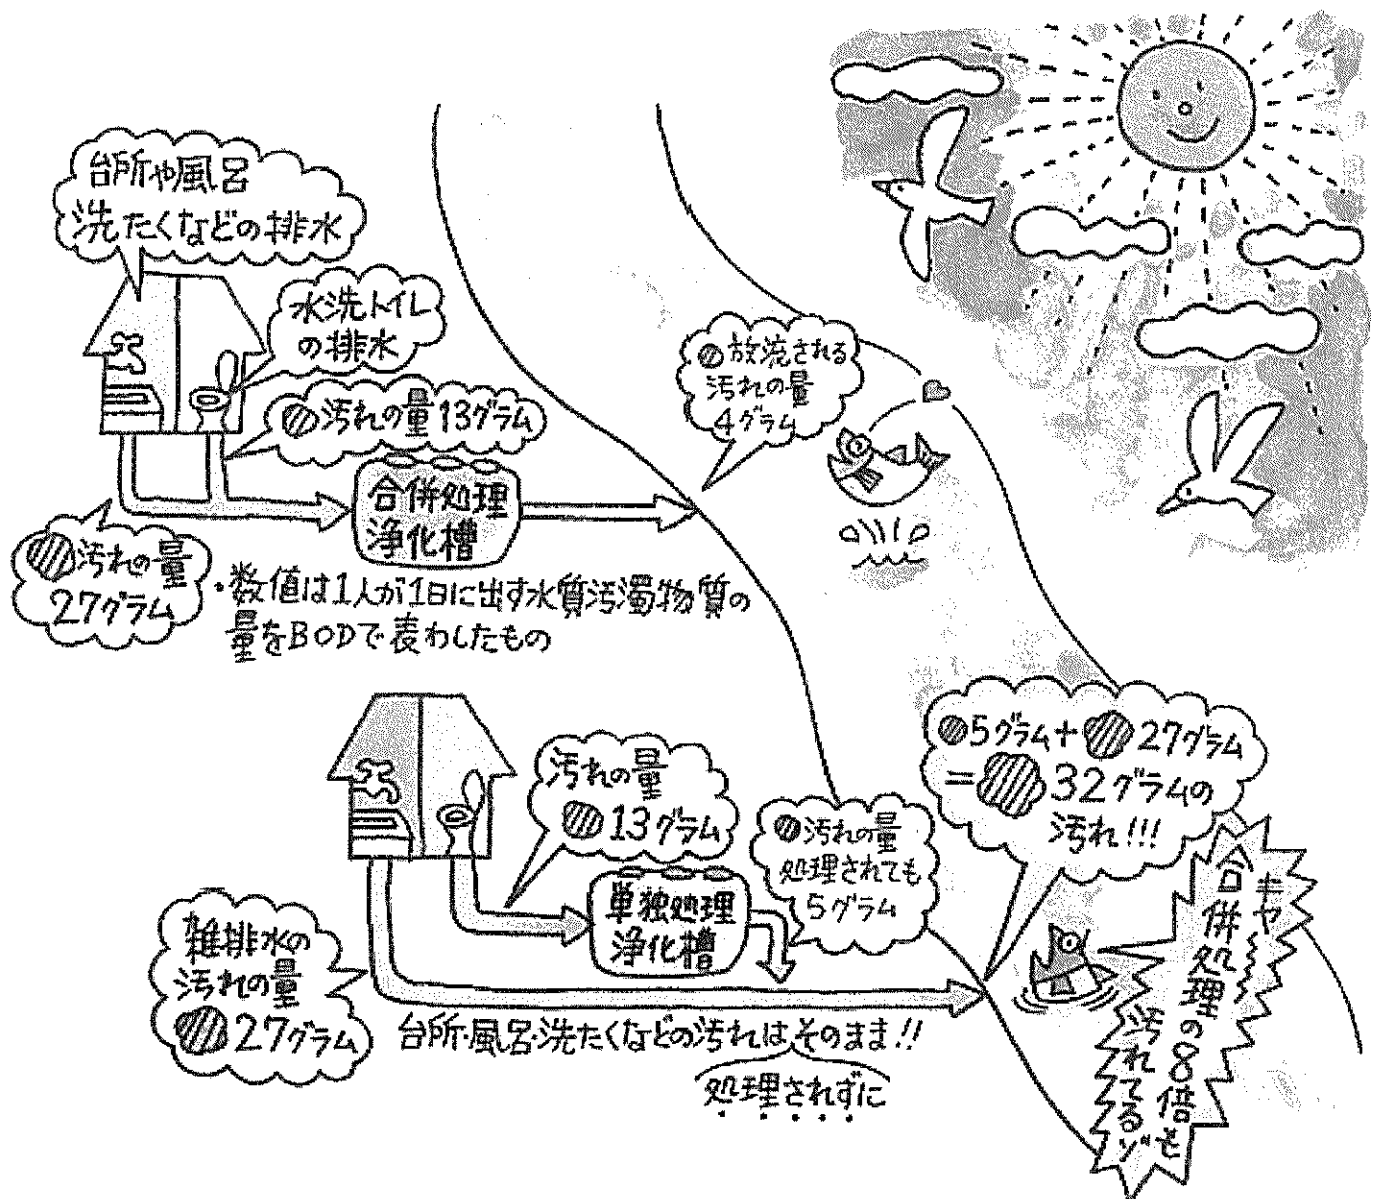 台所や風呂
洗たくなどの排水
水洗トイレ
の排水
汚れの量13グラム
合併処理
浄化槽
汚れの量
27グラム
放流される
汚れの量
4グラム
・数値は1人が1日に出す水質汚濁物質の
量をBODで表わしたもの
汚れの量
13グラム
単独処理
浄化槽
汚れの量
処理されても
5グラム
雑排水の
汚れの量
27グラム
台所・風呂・洗たくなどの汚れはそのまま!!
処理されずに
5グラム+27グラム
=32グラムの
汚れ!!!
キャー
合併処理の8倍も
汚れてるゾ